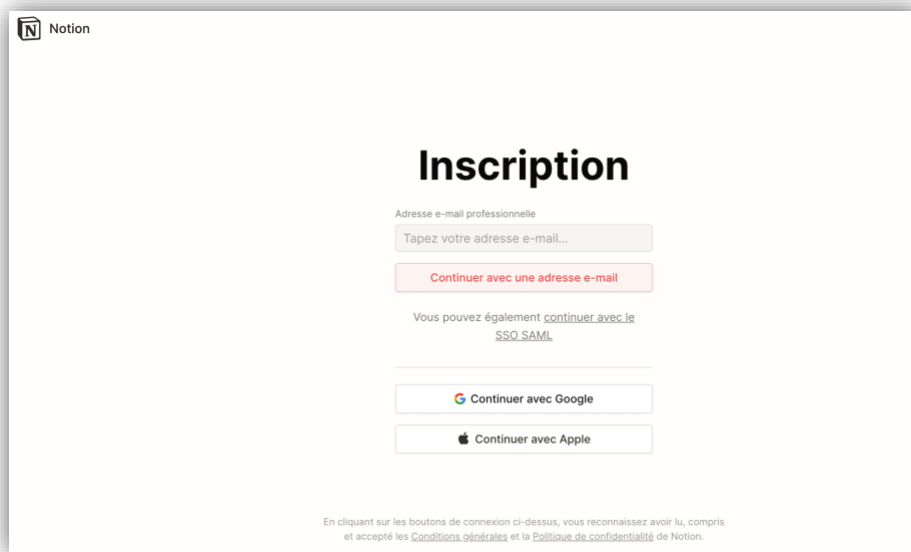 Notion
Inscription
Adresse e-mail professionnelle
Tapez votre adresse e-mail...
Continuer avec une adresse e-mail
Vous pouvez également continuer avec le
SSO SAML
Continuer avec Google
Continuer avec Apple
En cliquant sur les boutons de connexion ci-dessus, vous reconnaissez avoir lu, compris
et accepté les Conditions générales et la Politique de confidentialité de Notion.